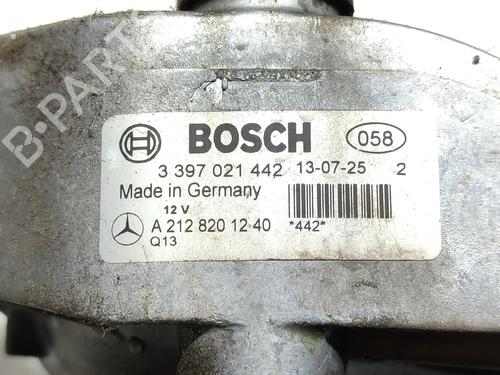 B-PARTS
BOSCH 058
3 397 021 442 13-07-25 2
Made in Germany
12 V
A 212 820 12 40 *442*
Q13